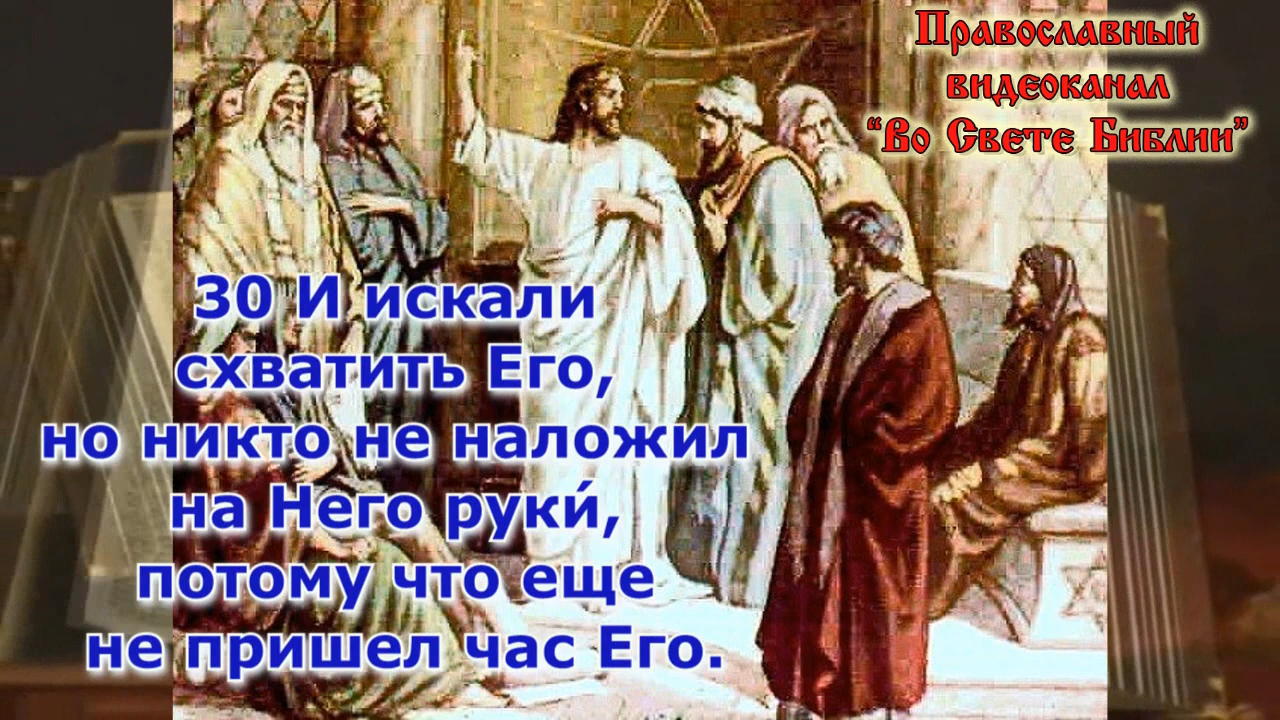 Православный
видеоканал
“Во Свете Библии”
30 И искали
схватить Его,
но никто не наложил
на Него руки́,
потому что еще
не пришел час Его.